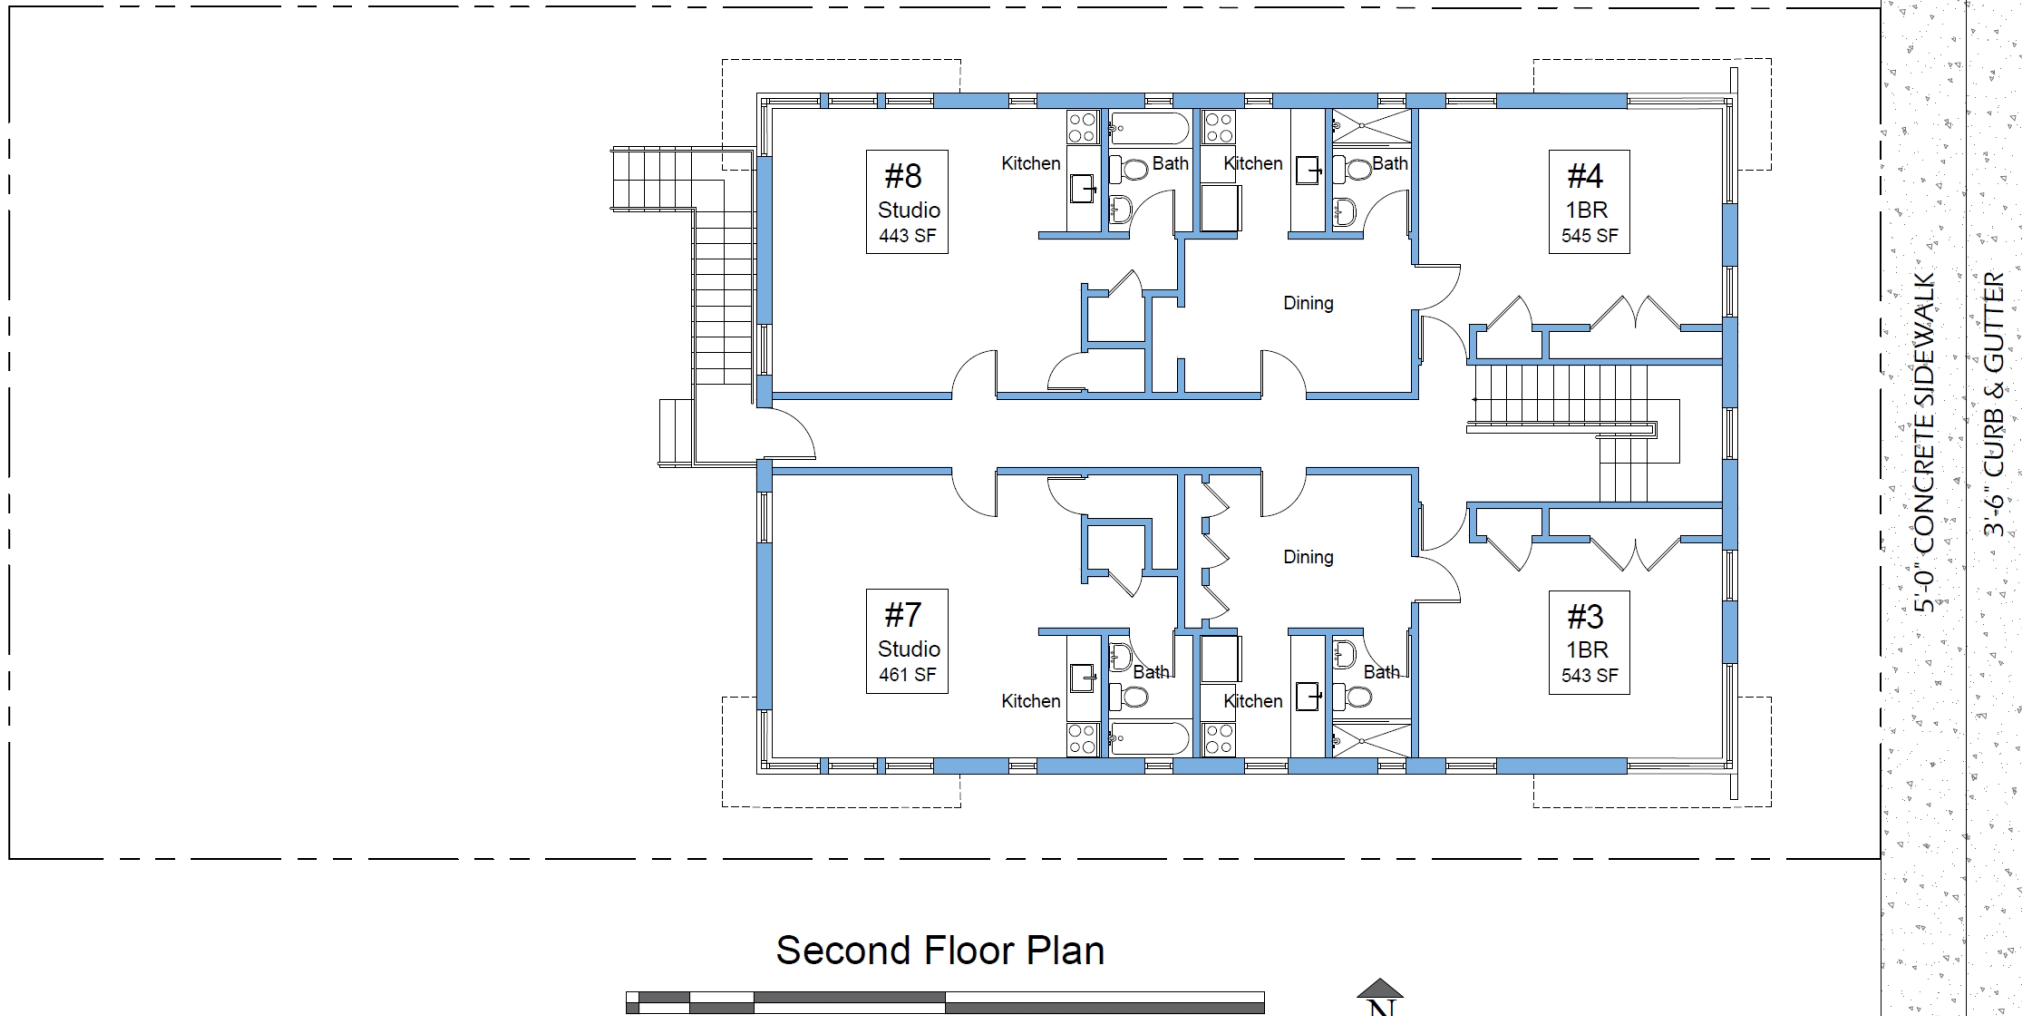 #8
Studio
443 SF
Kitchen
Bath
Kitchen
Bath
#4
1BR
545 SF
Dining
5'-0" CONCRETE SIDEWALK
3'-6" CURB & GUTTER
Dining
#7
Studio
461 SF
Kitchen
Bath
Kitchen
Bath
#3
1BR
543 SF
Second Floor Plan
N